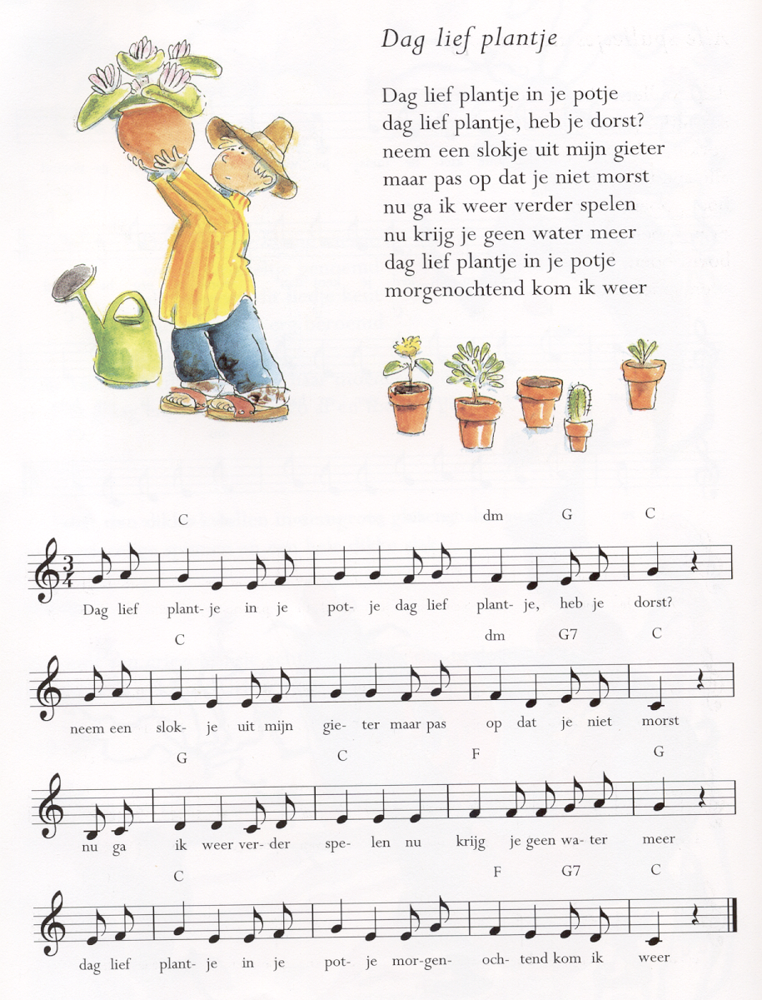 Dag lief plantje
Dag lief plantje in je potje
dag lief plantje, heb je dorst?
neem een slokje uit mijn gieter
maar pas op dat je niet morst
nu ga ik weer verder spelen
nu krijg je geen water meer
dag lief plantje in je potje
morgenochtend kom ik weer
C dm G C
3
4
Dag lief plant- je in je pot- je dag lief plant- je, heb je dorst?
C dm G7 C
neem een slok- je uit mijn gie- ter maar pas op dat je niet morst
G C F G
nu ga ik weer ver- der spe- len nu krijg je geen wa- ter meer
C F G7 C
dag lief plant- je in je pot- je mor-gen- och- tend kom ik weer